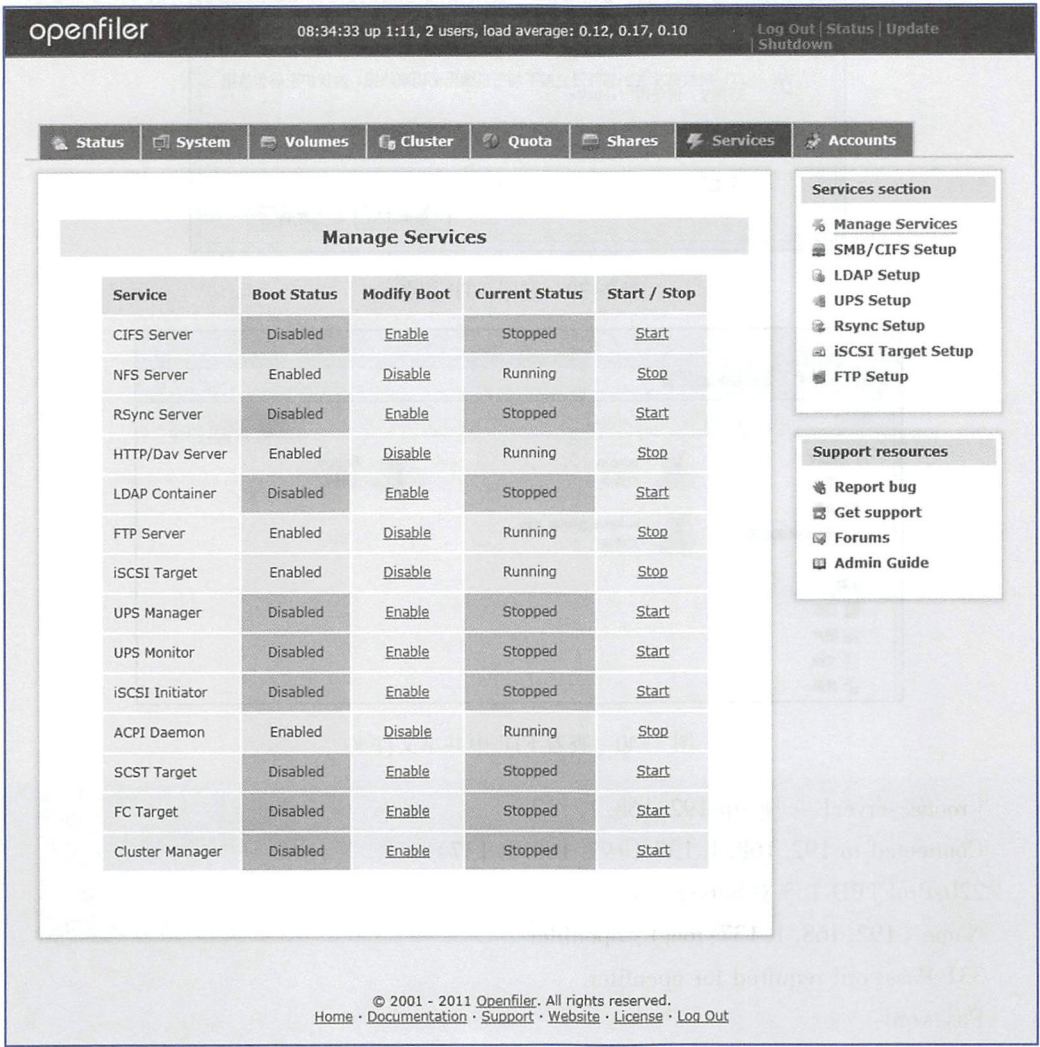 openfiler
08:34:33 up 1:11, 2 users, load average: 0.12, 0.17, 0.10
Log Out | Status | Update
| Shutdown
Status System Volumes Cluster Quota Shares Services Accounts
Manage Services
Service Boot Status Modify Boot Current Status Start / Stop
CIFS Server Disabled Enable Stopped Start
NFS Server Enabled Disable Running Stop
RSync Server Disabled Enable Stopped Start
HTTP/Dav Server Enabled Disable Running Stop
LDAP Container Disabled Enable Stopped Start
FTP Server Enabled Disable Running Stop
iSCSI Target Enabled Disable Running Stop
UPS Manager Disabled Enable Stopped Start
UPS Monitor Disabled Enable Stopped Start
iSCSI Initiator Disabled Enable Stopped Start
ACPI Daemon Enabled Disable Running Stop
SCST Target Disabled Enable Stopped Start
FC Target Disabled Enable Stopped Start
Cluster Manager Disabled Enable Stopped Start
Services section
Manage Services
SMB/CIFS Setup
LDAP Setup
UPS Setup
Rsync Setup
iSCSI Target Setup
FTP Setup
Support resources
Report bug
Get support
Forums
Admin Guide
© 2001 - 2011 Openfiler. All rights reserved.
Home · Documentation · Support · Website · License · Log Out